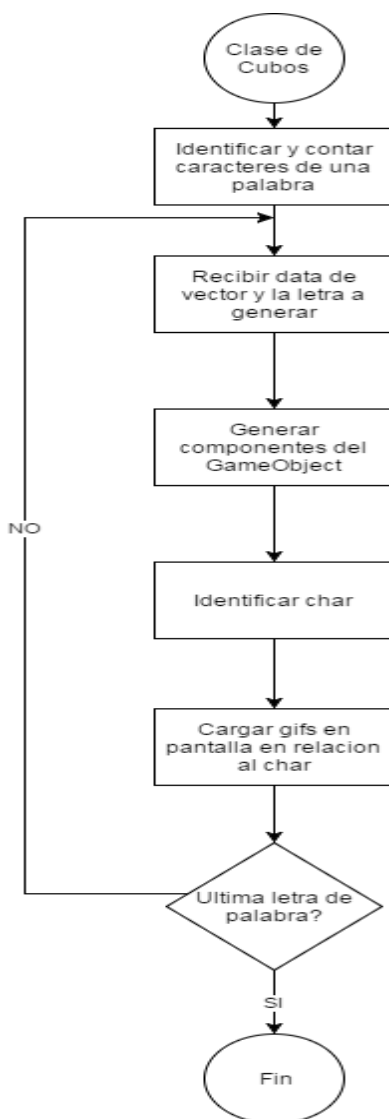 Clase de
Cubos
Identificar y contar
caracteres de una
palabra
Recibir data de
vector y la letra a
generar
Generar
componentes del
GameObject
NO
Identificar char
Cargar gifs en
pantalla en relacion
al char
Ultima letra de
palabra?
SI
Fin